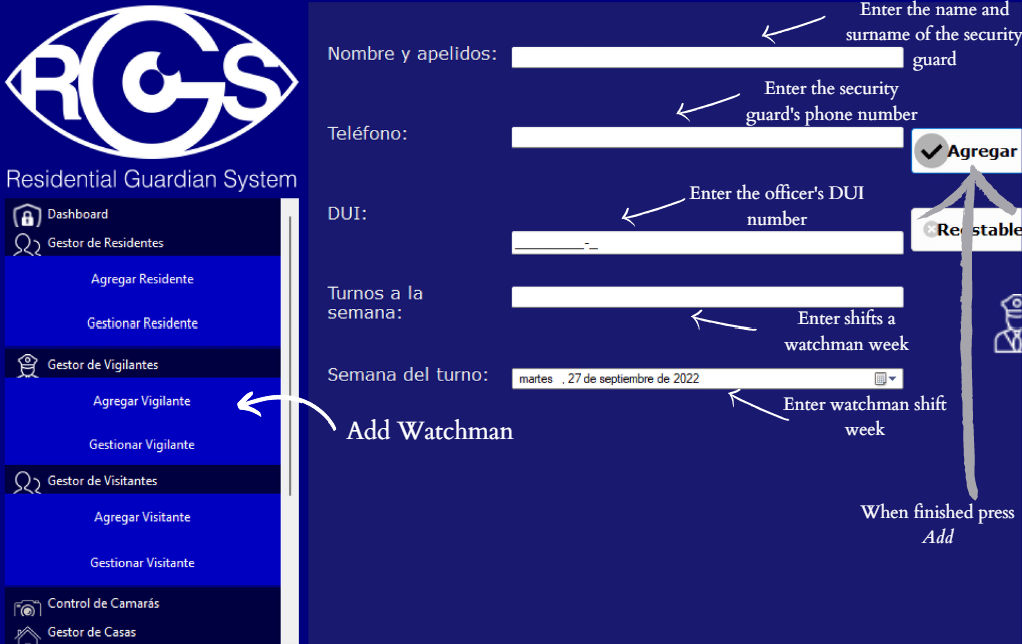 RGS
Residential Guardian System
Dashboard
Gestor de Residentes
Agregar Residente
Gestionar Residente
Gestor de Vigilantes
Agregar Vigilante
Gestionar Vigilante
Gestor de Visitantes
Agregar Visitante
Gestionar Visitante
Control de Camarás
Gestor de Casas
Add Watchman
Enter the name and
surname of the security
guard
Nombre y apelidos:
Enter the security
guard's phone number
Teléfono:
Agregar
Enter the officer's DUI
number
DUI:
_________-_
Turnos a la
semana:
Enter shifts a
watchman week
Semana del turno:
martes , 27 de septiembre de 2022
Enter watchman shift
week
When finished press
Add